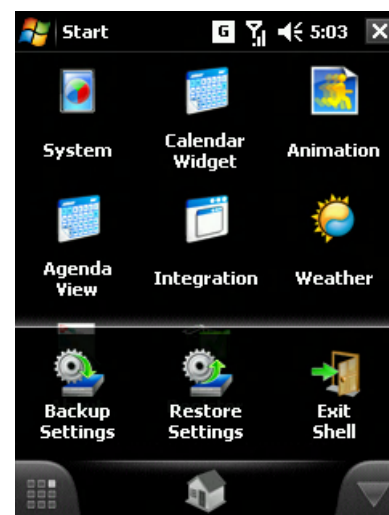 Start G 5:03
System
Calendar
Widget
Animation
Agenda
View
Integration
Weather
Backup
Settings
Restore
Settings
Exit
Shell